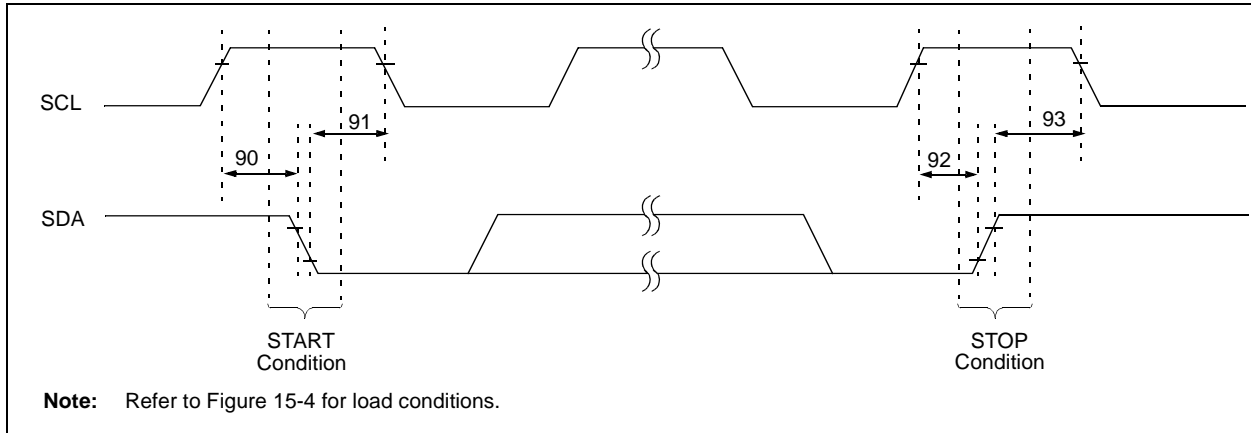 SCL
91
93
90
92
SDA
START
Condition
STOP
Condition
Note: Refer to Figure 15-4 for load conditions.